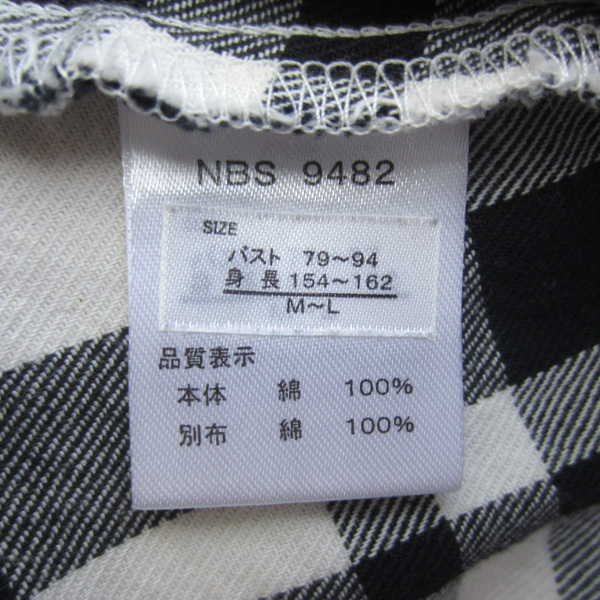 NBS 9482
SIZE
バスト 79～94
身長 154～162
M～L
品質表示
本体 綿 100%
別布 綿 100%